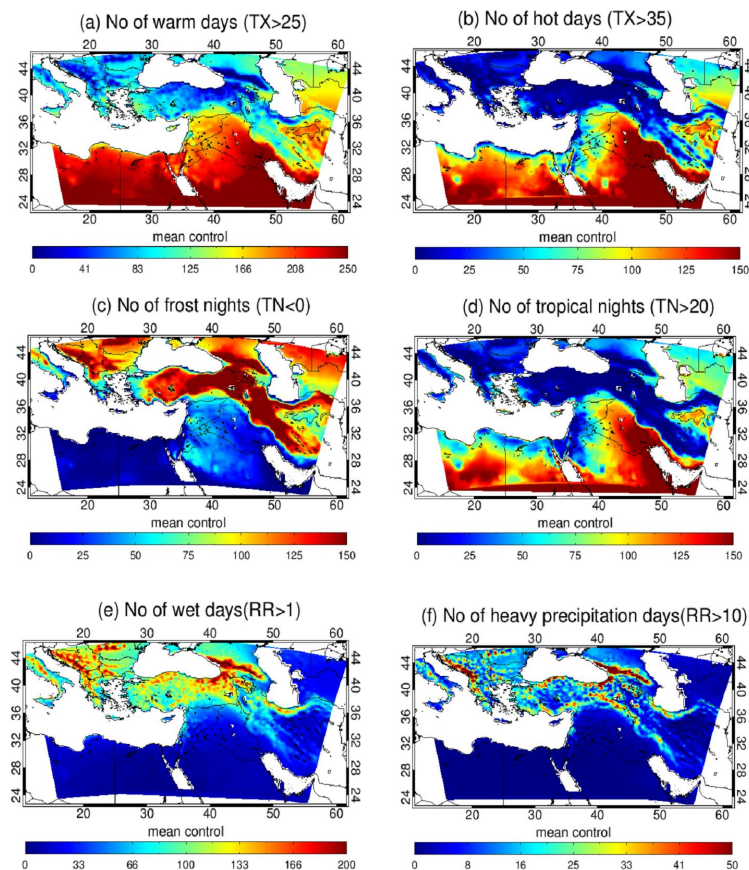 (a) No of warm days (TX>25)
20 30 40 50 60
44 40 36 32 28 24
44 40 36 32 28 24
20 30 40 50 60
mean control
0 41 83 125 166 208 250
(b) No of hot days (TX>35)
20 30 40 50 60
44 40 36 32 28 24
44 40 36 32 28 24
20 30 40 50 60
mean control
0 25 50 75 100 125 150
(c) No of frost nights (TN<0)
20 30 40 50 60
44 40 36 32 28 24
44 40 36 32 28 24
20 30 40 50 60
mean control
0 25 50 75 100 125 150
(d) No of tropical nights (TN>20)
20 30 40 50 60
44 40 36 32 28 24
44 40 36 32 28 24
20 30 40 50 60
mean control
0 25 50 75 100 125 150
(e) No of wet days(RR>1)
20 30 40 50 60
44 40 36 32 28 24
44 40 36 32 28 24
20 30 40 50 60
mean control
0 33 66 100 133 166 200
(f) No of heavy precipitation days(RR>10)
20 30 40 50 60
44 40 36 32 28 24
44 40 36 32 28 24
20 30 40 50 60
mean control
0 8 16 25 33 41 50